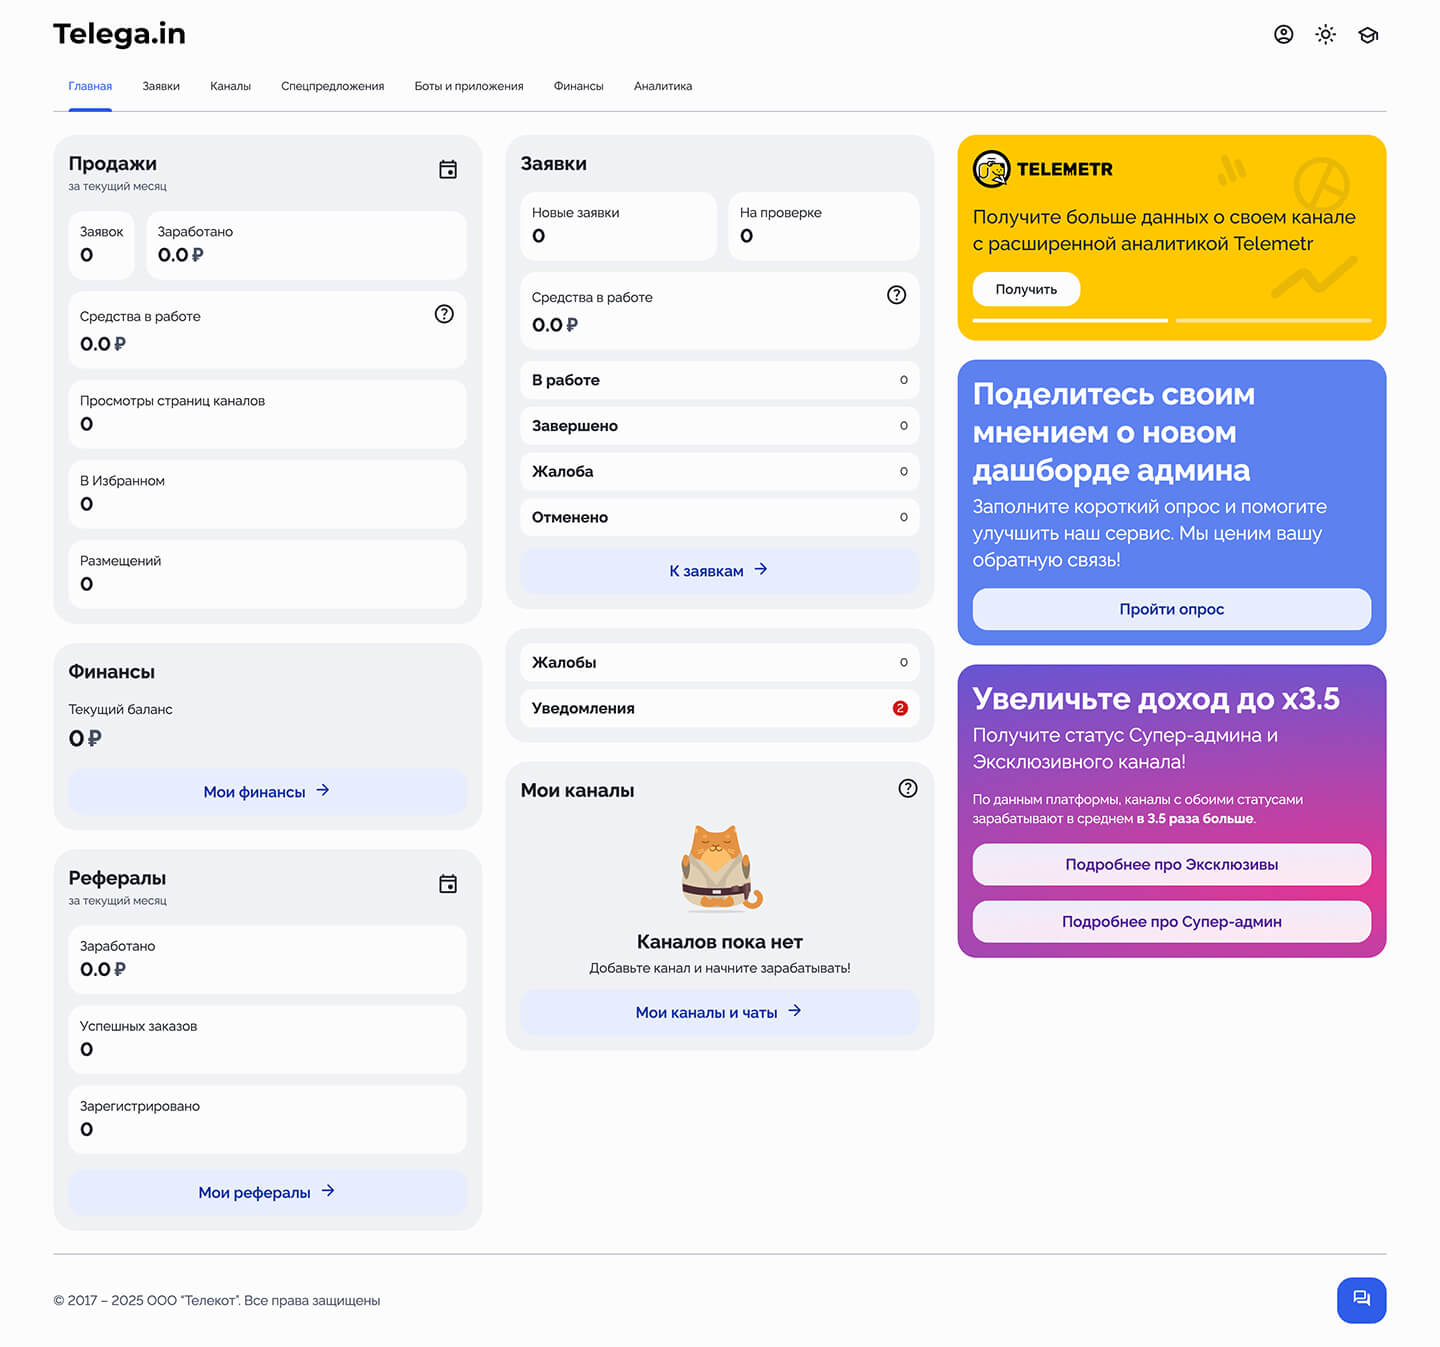 Telega.in
Главная
Заявки
Каналы
Спецпредложения
Боты и приложения
Финансы
Аналитика
Продажи
за текущий месяц
Заявок
0
Заработано
0.0 ₽
Средства в работе
0.0 ₽
Просмотры страниц каналов
0
В Избранном
0
Размещений
0
Финансы
Текущий баланс
0 ₽
Мои финансы
Рефералы
за текущий месяц
Заработано
0.0 ₽
Успешных заказов
0
Зарегистрировано
0
Мои рефералы
Заявки
Новые заявки
0
На проверке
0
Средства в работе
0.0 ₽
В работе 0
Завершено 0
Жалоба 0
Отменено 0
К заявкам
Жалобы 0
Уведомления 2
Мои каналы
Каналов пока нет
Добавьте канал и начните зарабатывать!
Мои каналы и чаты
TELEMETR
Получите больше данных о своем канале
с расширенной аналитикой Telemetr
Получить
Поделитесь своим
мнением о новом
дашборде админа
Заполните короткий опрос и помогите
улучшить наш сервис. Мы ценим вашу
обратную связь!
Пройти опрос
Увеличьте доход до x3.5
Получите статус Супер-админа и
Эксклюзивного канала!
По данным платформы, каналы с обоими статусами
зарабатывают в среднем в 3.5 раза больше.
Подробнее про Эксклюзивы
Подробнее про Супер-админ
© 2017 – 2025 ООО "Телекот". Все права защищены